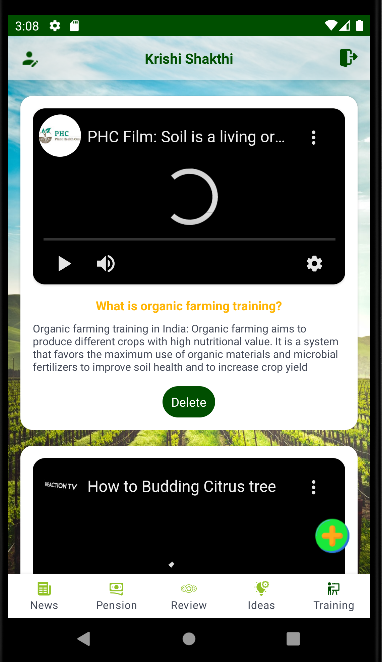 3:08
Krishi Shakthi
PHC
PHC Film: Soil is a living or...
What is organic farming training?
Organic farming training in India: Organic farming aims to
produce different crops with high nutritional value. It is a system
that favors the maximum use of organic materials and microbial
fertilizers to improve soil health and to increase crop yield
Delete
REACTION TV
How to Budding Citrus tree
News
Pension
Review
Ideas
Training